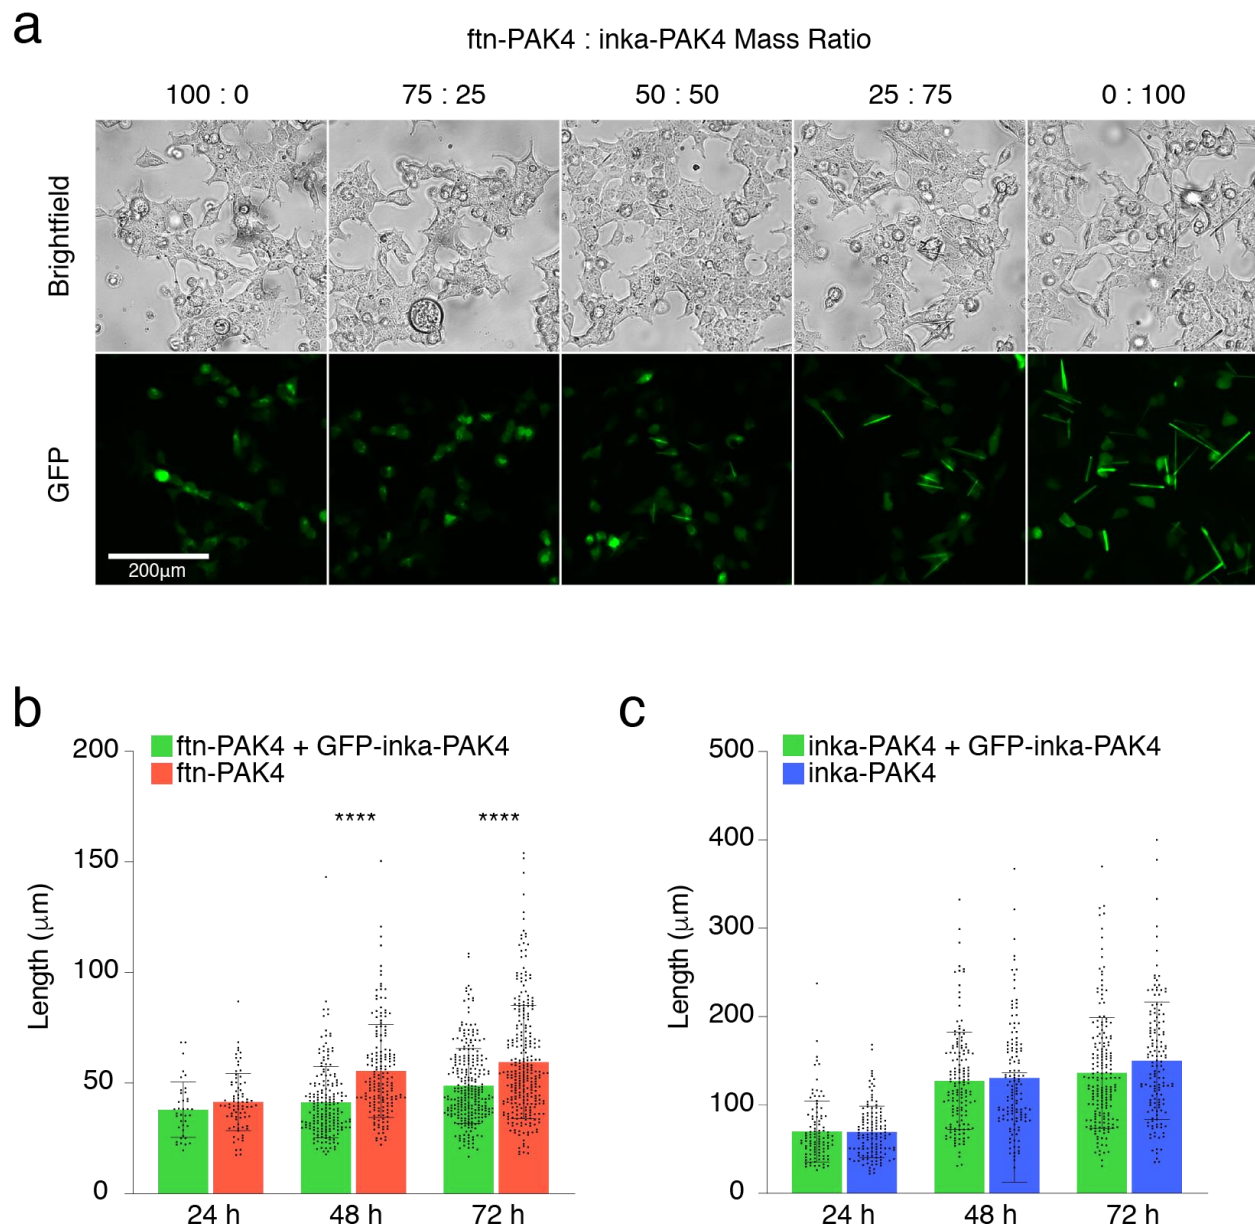 a
ftn-PAK4 : inka-PAK4 Mass Ratio
100 : 0 75 : 25 50 : 50 25 : 75 0 : 100
Brightfield
GFP
200μm
b
200
150
100
50
0
Length (μm)
ftn-PAK4 + GFP-inka-PAK4
ftn-PAK4
**** ****
24 h 48 h 72 h
c
500
400
300
200
100
0
Length (μm)
inka-PAK4 + GFP-inka-PAK4
inka-PAK4
24 h 48 h 72 h